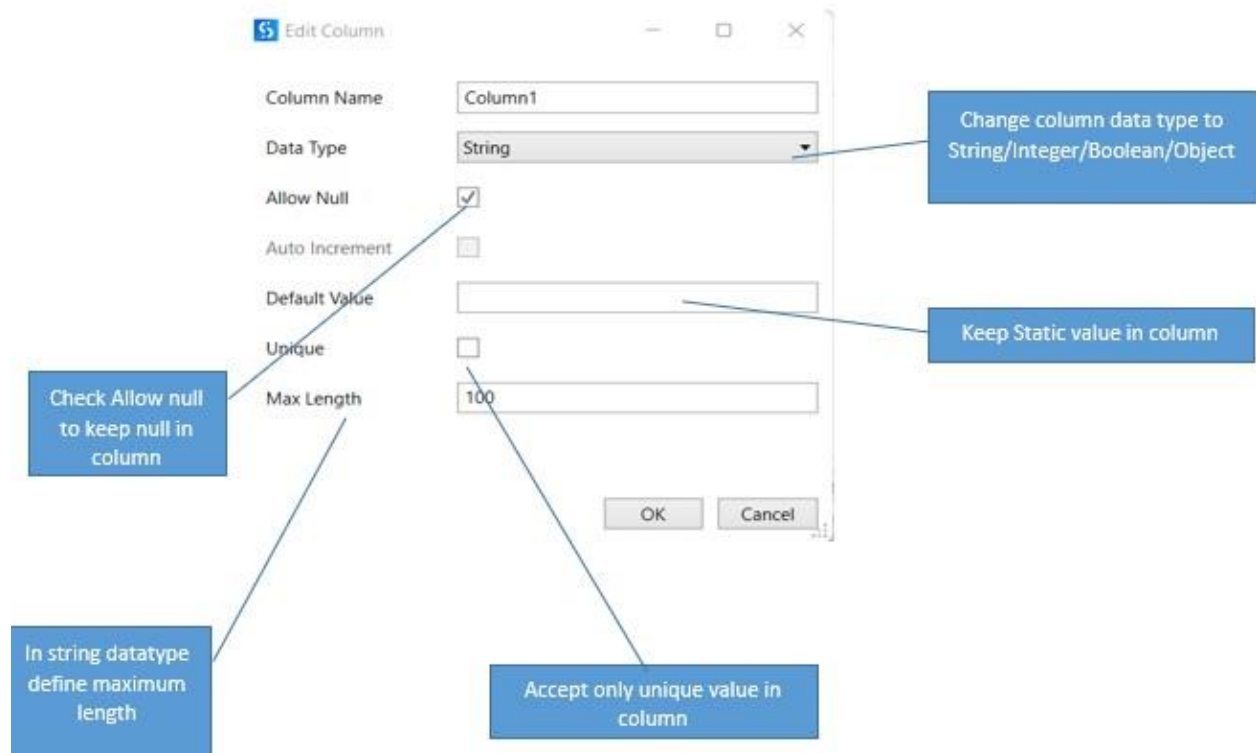 Edit Column
Column Name
Column1
Data Type
String
Allow Null
Auto Increment
Default Value
Unique
Max Length
100
OK
Cancel
Change column data type to
String/Integer/Boolean/Object
Keep Static value in column
Check Allow null
to keep null in
column
In string datatype
define maximum
length
Accept only unique value in
column